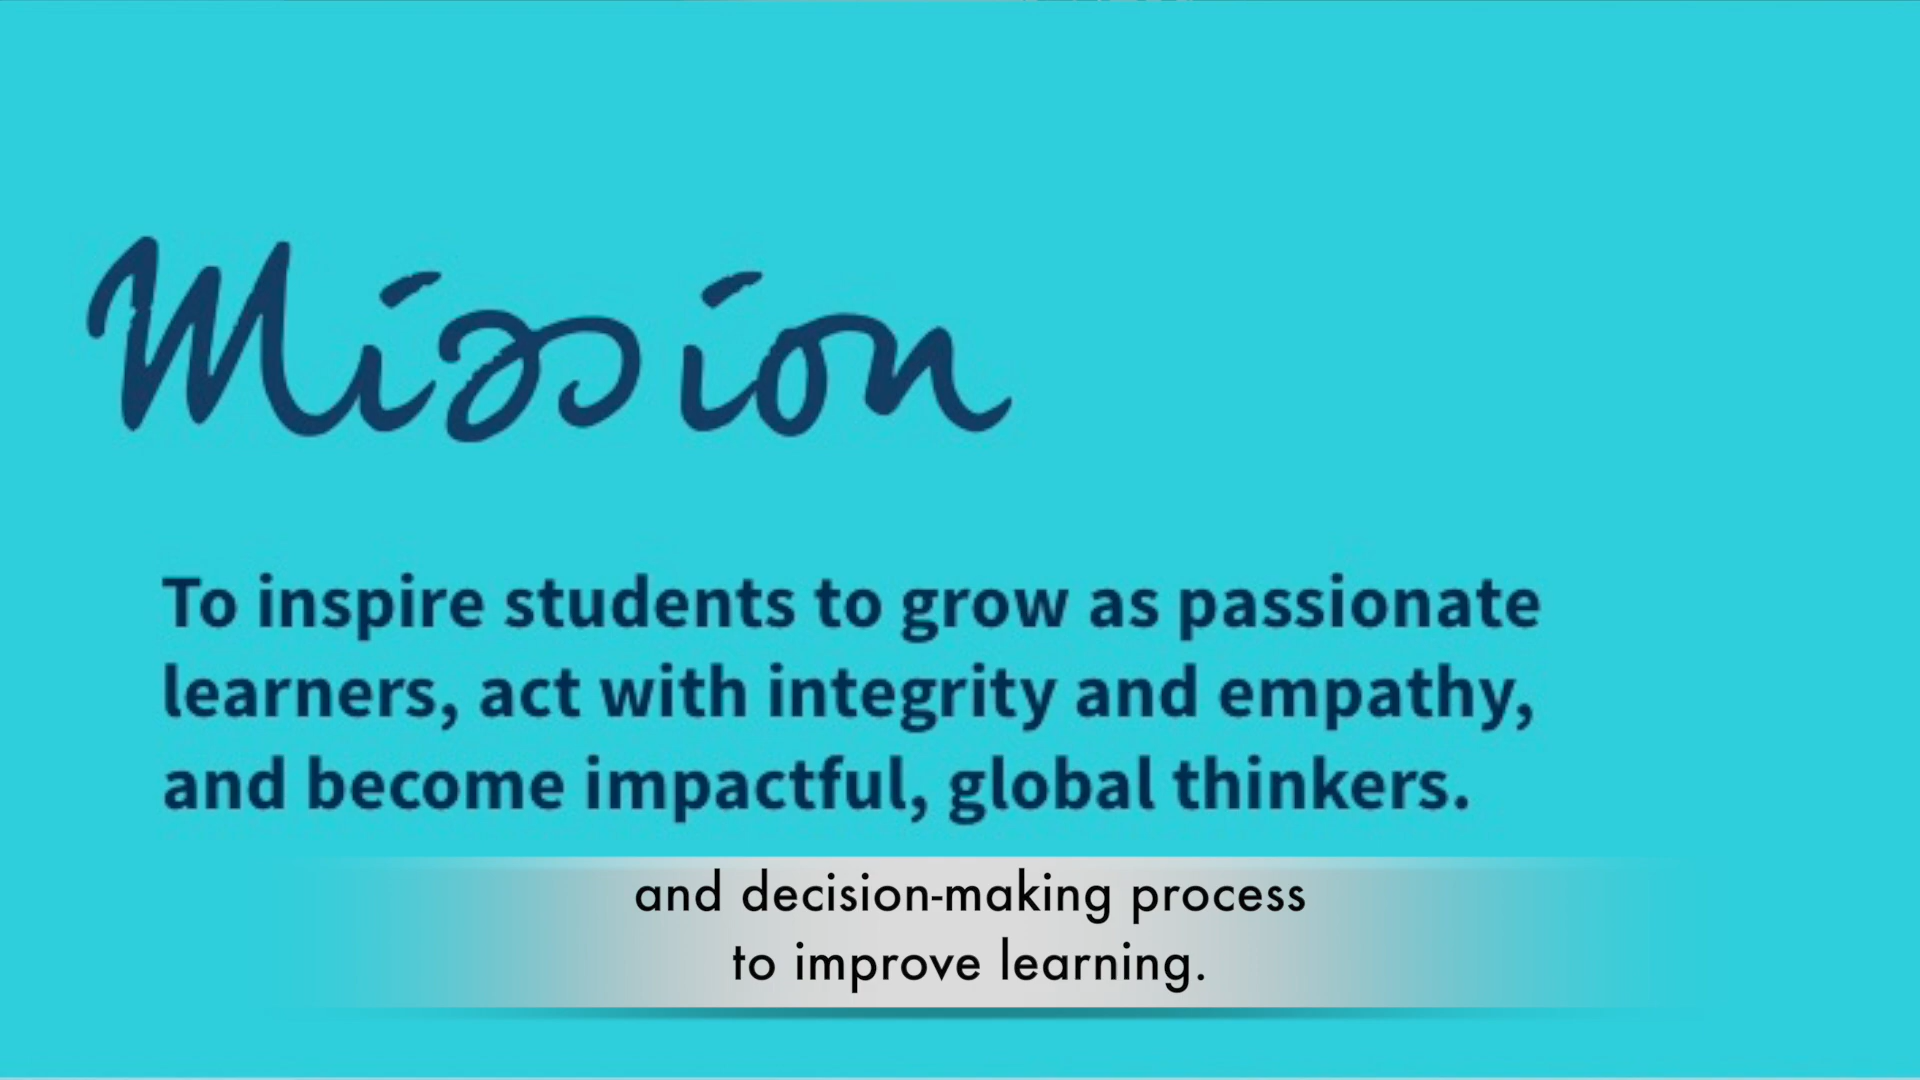 Mission
To inspire students to grow as passionate
learners, act with integrity and empathy,
and become impactful, global thinkers.
and decision-making process
to improve learning.